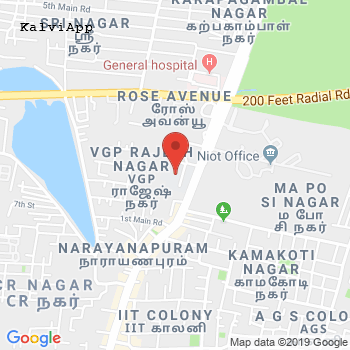 KARAPAGAMBAL
NAGAR
கற்பகாம்பாள்
நகர்
5th Main Rd
SRI NAGAR
ஸ்ரீ
நகர்
KalviApp
General hospital
ROSE AVENUE
ரோஸ்
அவன்யூ
200 Feet Radial Rd
VGP RAJESH
NAGAR
VGP
ராஜேஷ்
நகர்
Niot Office
MA PO
SI NAGAR
ம போ
சி நகர்
7th St
1st Main Rd
NARAYANAPURAM
நாராயணபுரம்
KAMAKOTI
NAGAR
காமகோடி
நகர்
CR NAGAR
CR நகர்
IIT COLONY
IIT காலனி
A G S COLO
AGS
Google
Map data ©2019 Google